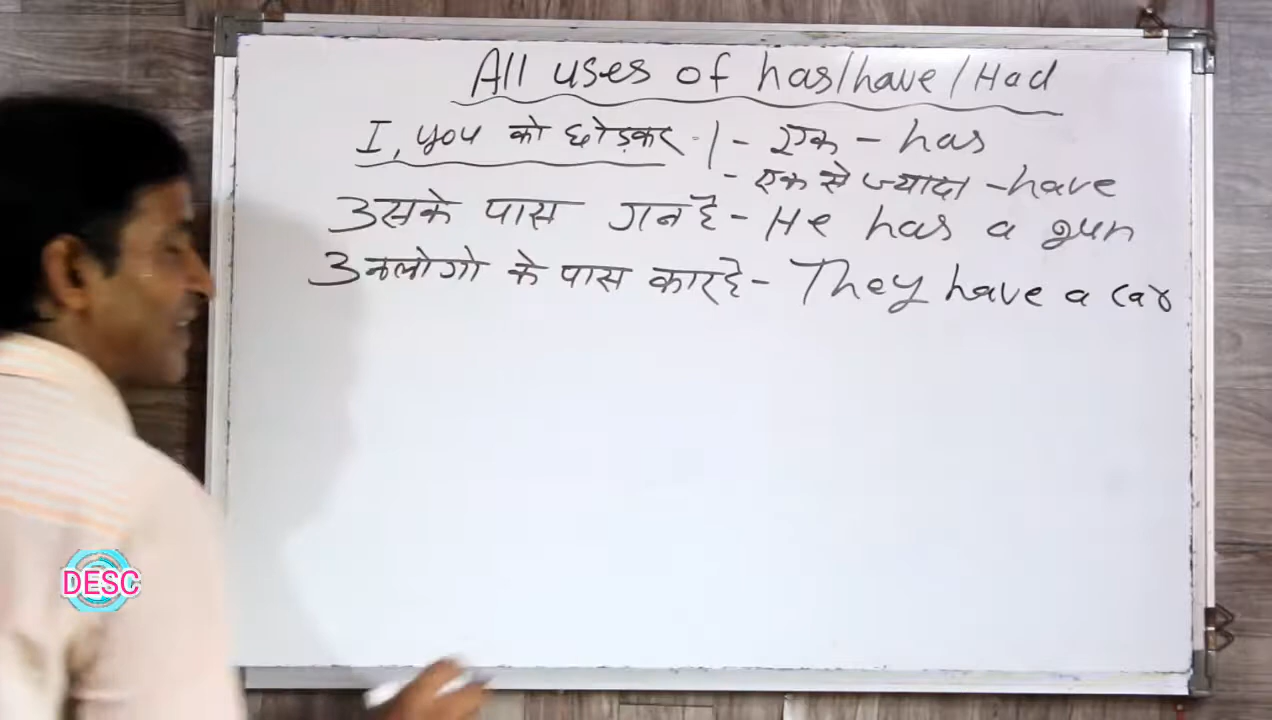 All uses of has/have/Had
I, you को छोड़कर - एक - has
- एक से ज्यादा - have
उसके पास गन है - He has a gun
उनलोगो के पास कार है - They have a car
DESC